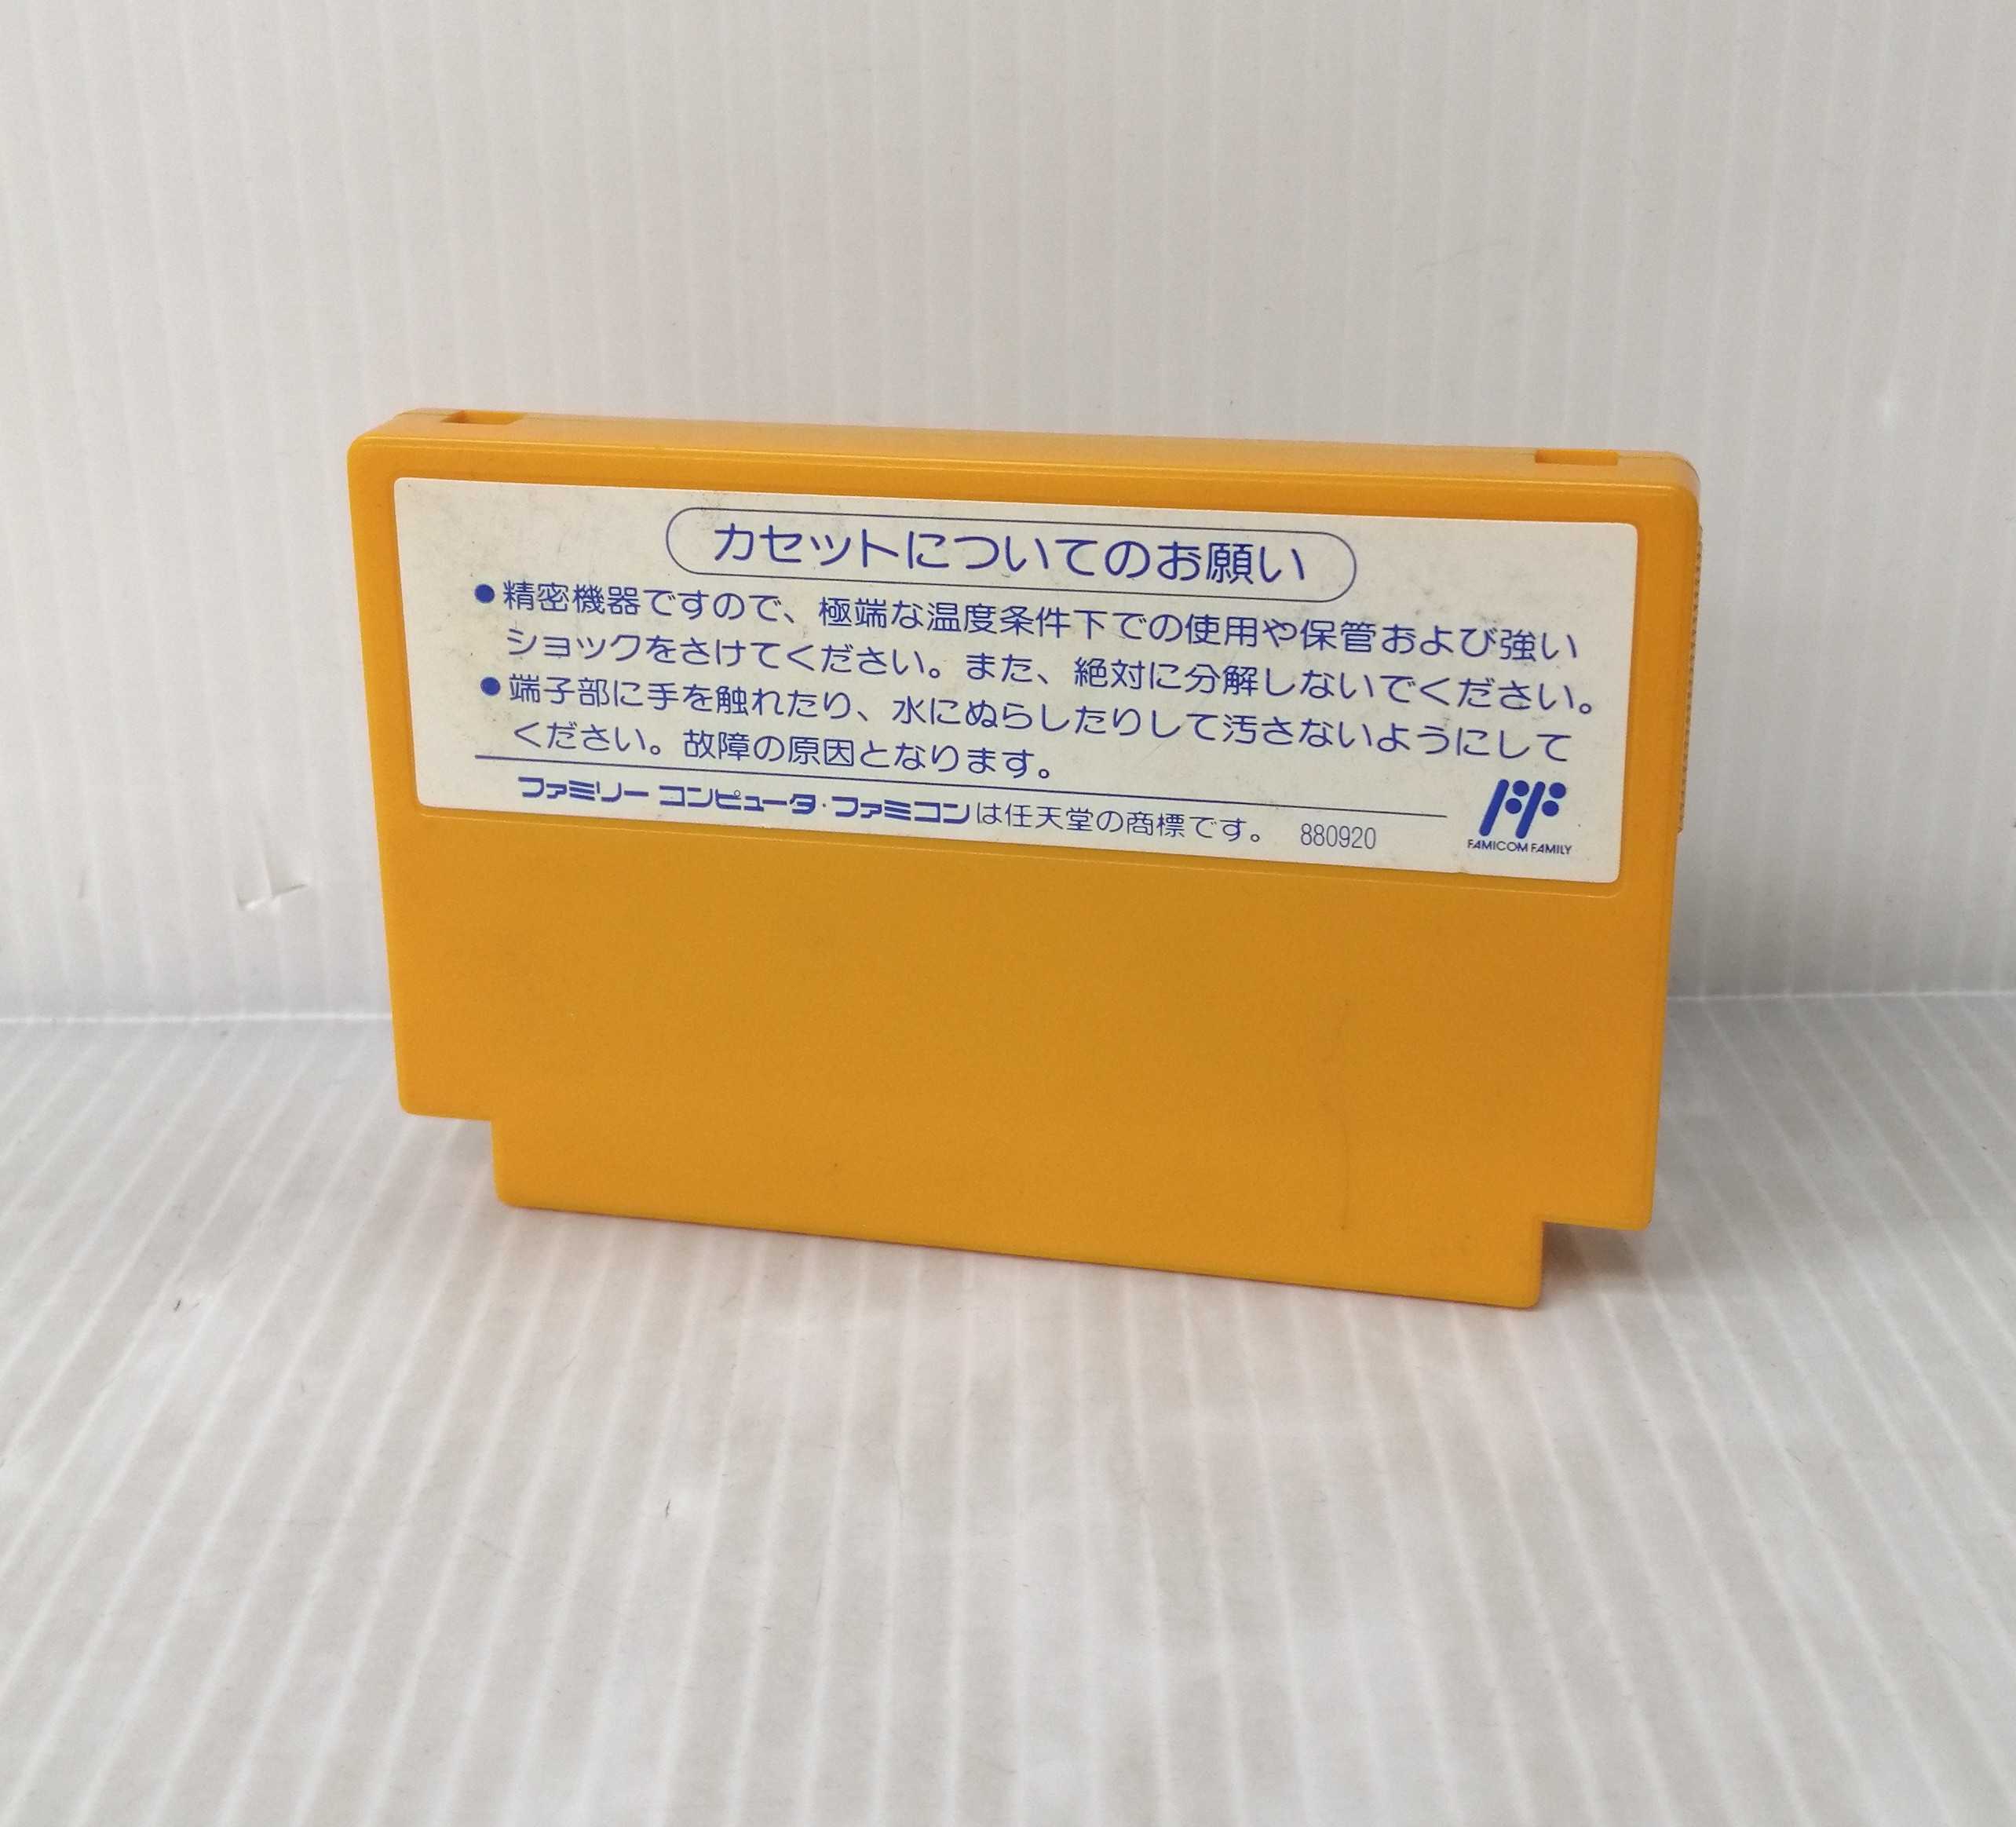 カセットについてのお願い
●精密機器ですので、極端な温度条件下での使用や保管および強い
ショックをさけてください。また、絶対に分解しないでください。
●端子部に手を触れたり、水にぬらしたりして汚さないようにして
ください。故障の原因となります。
ファミリー コンピュータ・ファミコンは任天堂の商標です。 880920
FAMICOM FAMILY